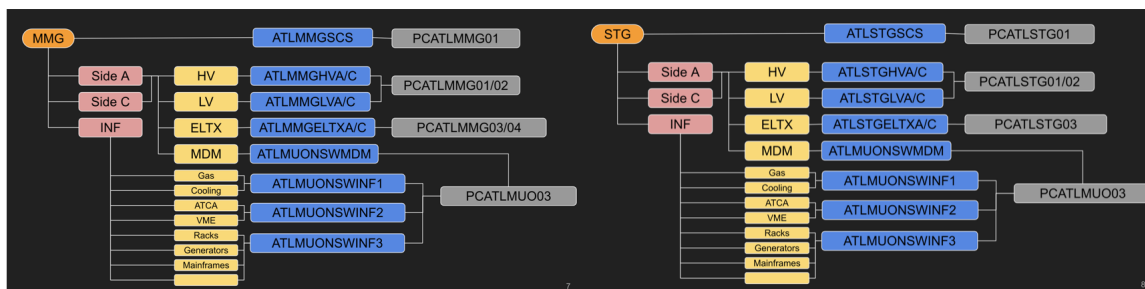 MMG
ATLMMGSCS
PCATLMMG01
Side A
HV
ATLMMGHVA/C
PCATLMMG01/02
Side C
LV
ATLMMGLVA/C
INF
ELTX
ATLMMGELTXA/C
PCATLMMG03/04
MDM
ATLMUONSWMDM
Gas
Cooling
ATLMUONSWINF1
PCATLMUO03
ATCA
VME
ATLMUONSWINF2
Racks
Generators
ATLMUONSWINF3
Mainframes
7
STG
ATLSTGSCS
PCATLSTG01
Side A
HV
ATLSTGHVA/C
PCATLSTG01/02
Side C
LV
ATLSTGLVA/C
INF
ELTX
ATLSTGELTXA/C
PCATLSTG03
MDM
ATLMUONSWMDM
Gas
Cooling
ATLMUONSWINF1
PCATLMUO03
ATCA
VME
ATLMUONSWINF2
Racks
Generators
ATLMUONSWINF3
Mainframes